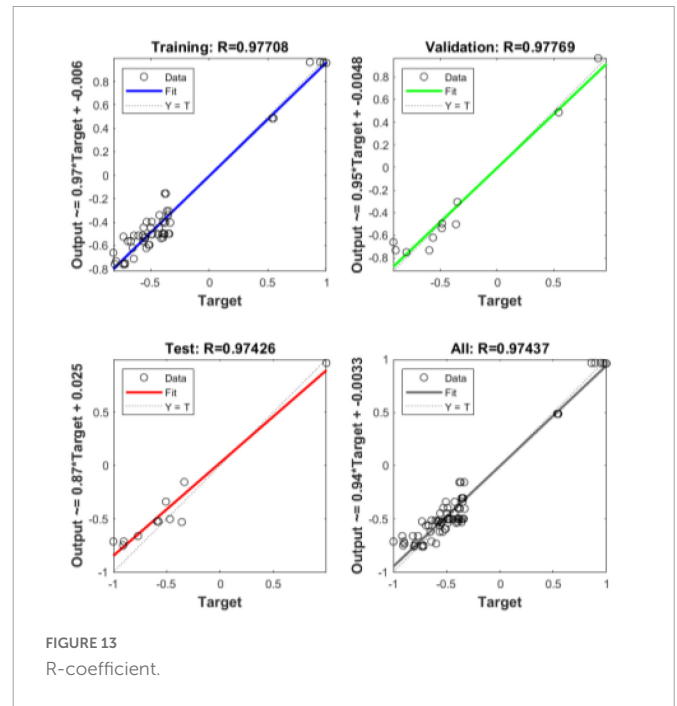 Training: R=0.97708
Output ~= 0.97*Target + -0.006
0.8
0.6
0.4
0.2
0
-0.2
-0.4
-0.6
-0.8
Data
Fit
Y = T
-0.5
0
0.5
1
Target
Validation: R=0.97769
Output ~= 0.95*Target + -0.0048
0.8
0.6
0.4
0.2
0
-0.2
-0.4
-0.6
-0.8
Data
Fit
Y = T
-0.5
0
0.5
Target
Test: R=0.97426
Output ~= 0.87*Target + 0.025
0.5
0
-0.5
-1
Data
Fit
Y = T
-1
-0.5
0
0.5
Target
All: R=0.97437
Output ~= 0.94*Target + -0.0033
1
0.5
0
-0.5
-1
Data
Fit
Y = T
-1
-0.5
0
0.5
1
Target
FIGURE 13
R-coefficient.